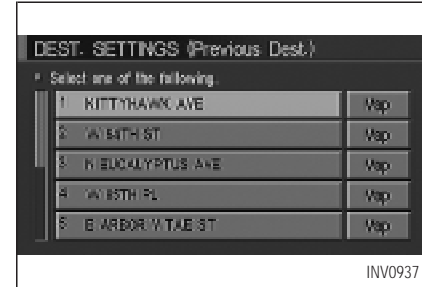 DEST. SETTINGS (Previous Dest.)
Select one of the following.
1 KITTYHAWK AVE Map
2 W 84TH ST Map
3 N EUCALYPTUS AVE Map
4 W 85TH PL Map
5 E ARBOR VITAE ST Map
INV0937